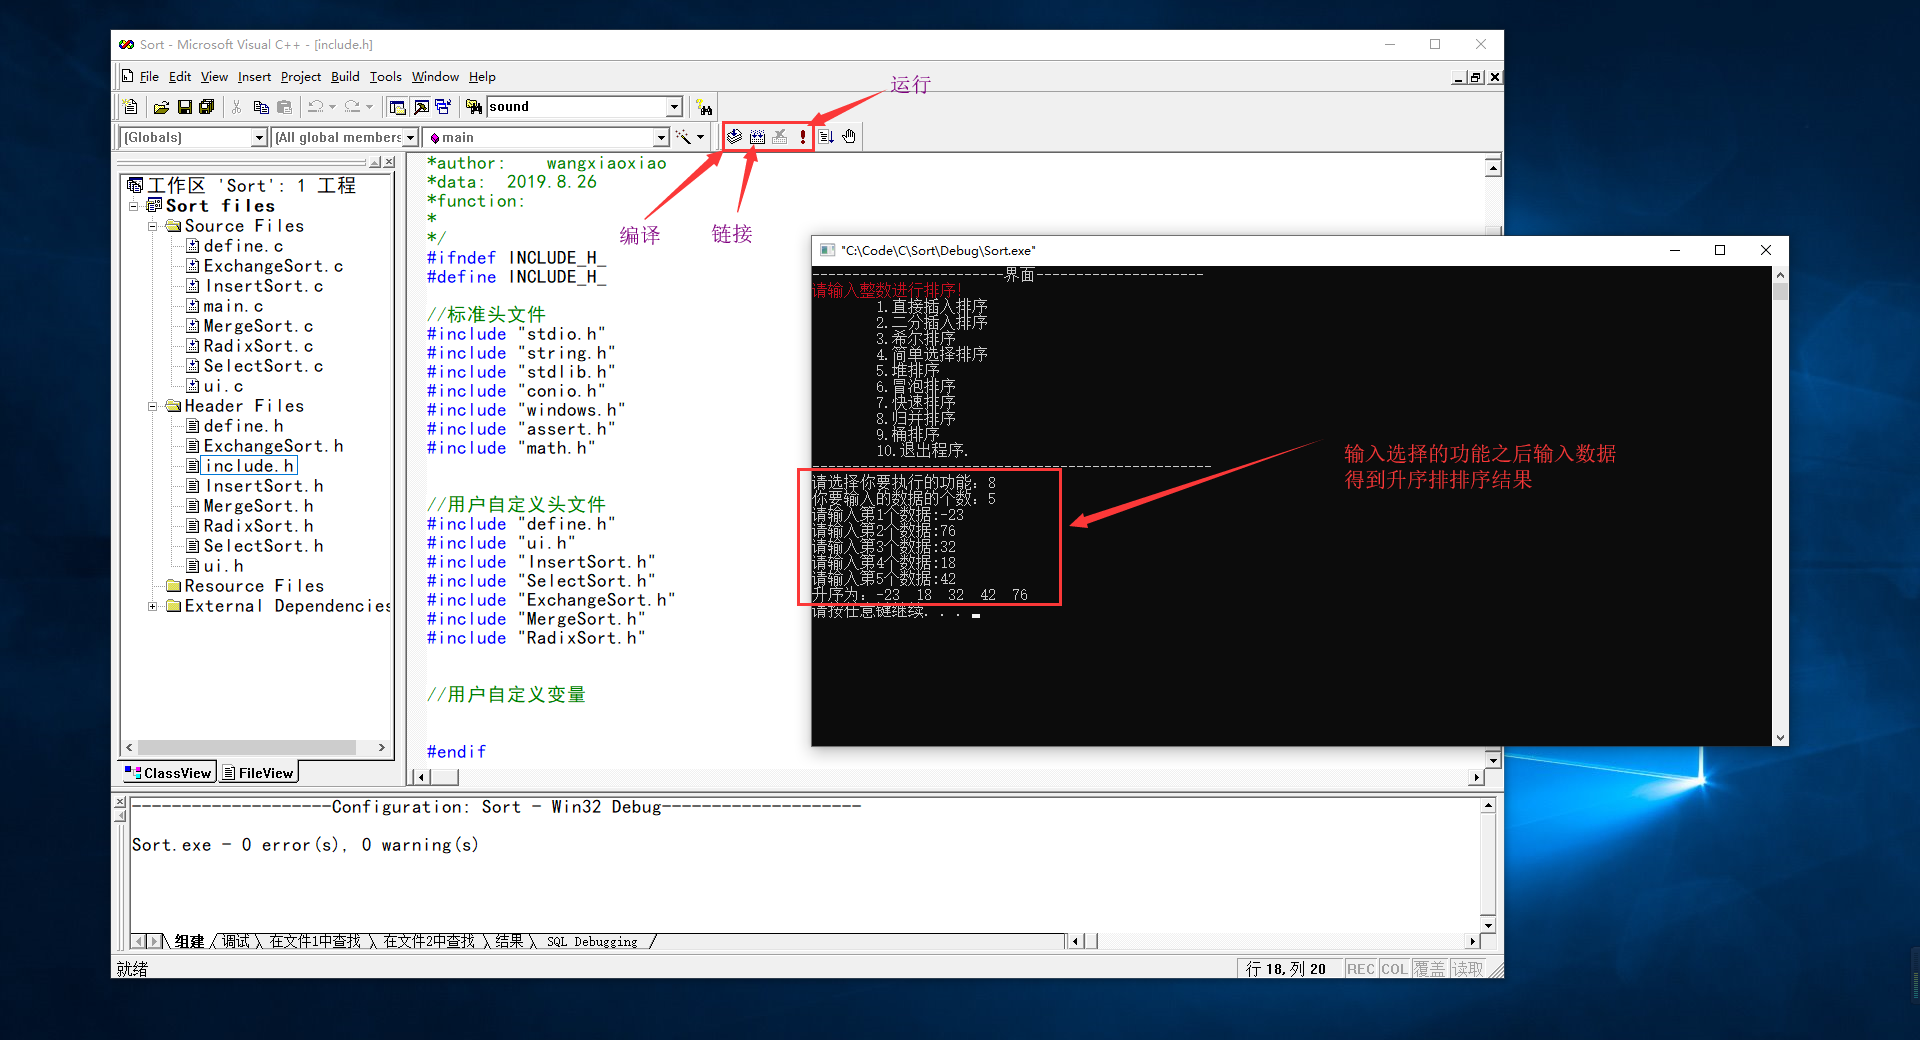 Sort - Microsoft Visual C++ - [include.h]
File Edit View Insert Project Build Tools Window Help
运行
sound
(Globals)
(All global members
main
编译
链接
工作区 'Sort': 1 工程
Sort files
Source Files
define.c
ExchangeSort.c
InsertSort.c
main.c
MergeSort.c
RadixSort.c
SelectSort.c
ui.c
Header Files
define.h
ExchangeSort.h
include.h
InsertSort.h
MergeSort.h
RadixSort.h
SelectSort.h
ui.h
Resource Files
External Dependencies
ClassView FileView
*author: wangxiaoxiao
*data: 2019.8.26
*function:
*
*/
#ifndef INCLUDE_H_
#define INCLUDE_H_
//标准头文件
#include "stdio.h"
#include "string.h"
#include "stdlib.h"
#include "conio.h"
#include "windows.h"
#include "assert.h"
#include "math.h"
//用户自定义头文件
#include "define.h"
#include "ui.h"
#include "InsertSort.h"
#include "SelectSort.h"
#include "ExchangeSort.h"
#include "MergeSort.h"
#include "RadixSort.h"
//用户自定义变量
#endif
"C:\Code\C\Sort\Debug\Sort.exe"
------------------------界面---------------------
请输入整数进行排序!
1.直接插入排序
2.二分插入排序
3.希尔排序
4.简单选择排序
5.堆排序
6.冒泡排序
7.快速排序
8.归并排序
9.桶排序
10.退出程序.
--------------------------------------------------
请选择你要执行的功能: 8
你要输入的数据的个数: 5
请输入第1个数据:-23
请输入第2个数据:76
请输入第3个数据:32
请输入第4个数据:18
请输入第5个数据:42
升序为: -23 18 32 42 76
请按任意键继续. . .
输入选择的功能之后输入数据
得到升序排排序结果
--------------------Configuration: Sort - Win32 Debug--------------------
Sort.exe - 0 error(s), 0 warning(s)
组建 调试 在文件1中查找 在文件2中查找 结果 SQL Debugging
就绪
行 18, 列 20 REC COL 覆盖 读取